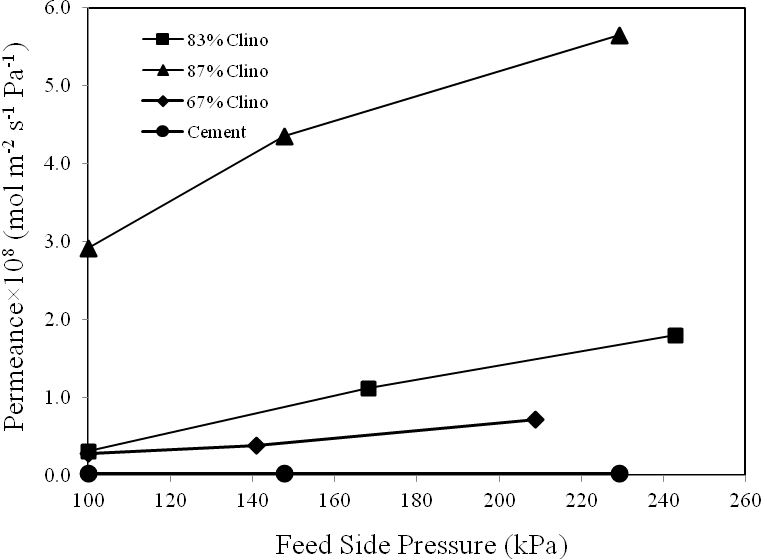 6.0
5.0
4.0
3.0
2.0
1.0
0.0
83% Clino
87% Clino
67% Clino
Cement
Permeance×10⁸ (mol m⁻² s⁻¹ Pa⁻¹)
100 120 140 160 180 200 220 240 260
Feed Side Pressure (kPa)